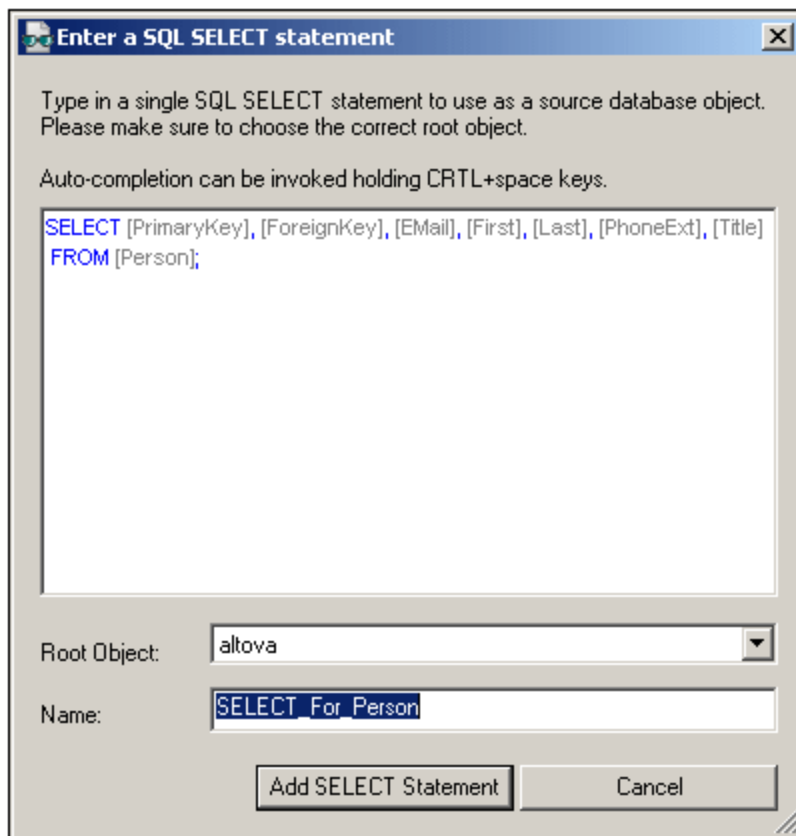 Enter a SQL SELECT statement
Type in a single SQL SELECT statement to use as a source database object.
Please make sure to choose the correct root object.
Auto-completion can be invoked holding CRTL+space keys.
SELECT [PrimaryKey], [ForeignKey], [EMail], [First], [Last], [PhoneExt], [Title]
FROM [Person];
Root Object: altova
Name: SELECT_For_Person
Add SELECT Statement Cancel